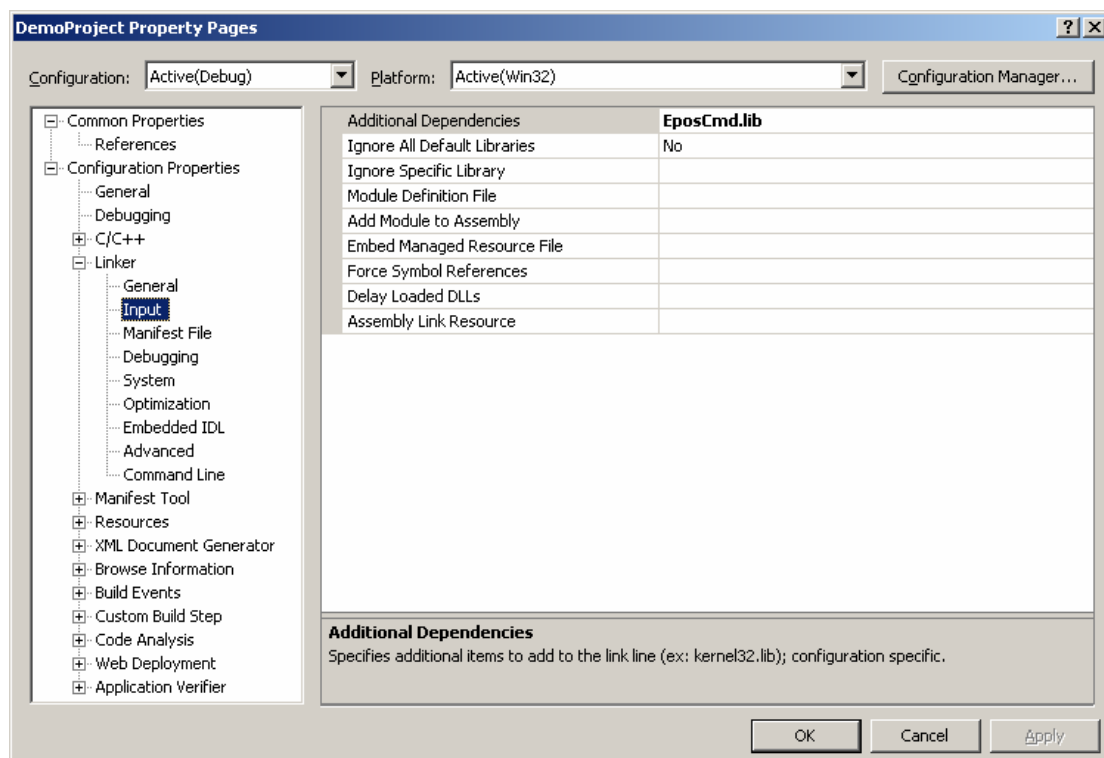 DemoProject Property Pages
Configuration: Active(Debug) Platform: Active(Win32) Configuration Manager...
Common Properties
References
Configuration Properties
General
Debugging
C/C++
Linker
General
Input
Manifest File
Debugging
System
Optimization
Embedded IDL
Advanced
Command Line
Manifest Tool
Resources
XML Document Generator
Browse Information
Build Events
Custom Build Step
Code Analysis
Web Deployment
Application Verifier
Additional Dependencies EposCmd.lib
Ignore All Default Libraries No
Ignore Specific Library
Module Definition File
Add Module to Assembly
Embed Managed Resource File
Force Symbol References
Delay Loaded DLLs
Assembly Link Resource
Additional Dependencies
Specifies additional items to add to the link line (ex: kernel32.lib); configuration specific.
OK Cancel Apply